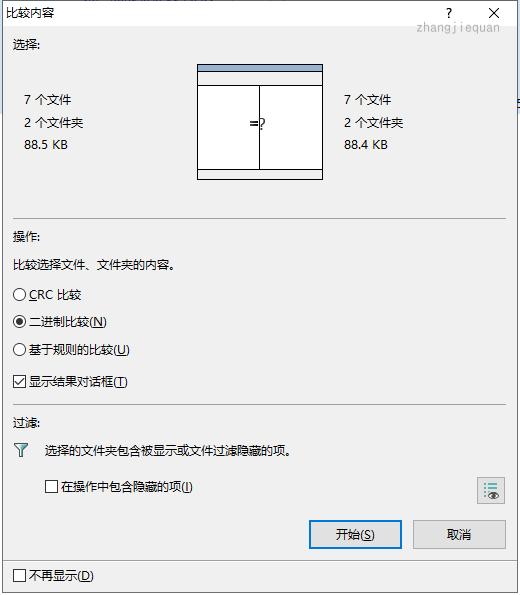 比较内容
?
zhangjiequan
选择:
7 个文件
7 个文件
2 个文件夹
=?
2 个文件夹
88.5 KB
88.4 KB
操作:
比较选择文件、文件夹的内容。
CRC 比较
二进制比较(N)
基于规则的比较(U)
显示结果对话框(T)
过滤:
选择的文件夹包含被显示或文件过滤隐藏的项。
在操作中包含隐藏的项(I)
开始(S)
取消
不再显示(D)